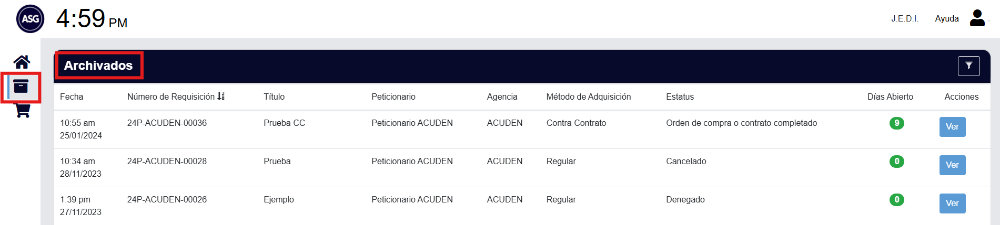 ASG 4:59 PM J.E.D.I. Ayuda
Archivados
Fecha Número de Requisición Título Peticionario Agencia Método de Adquisición Estatus Días Abierto Acciones
10:55 am 24P-ACUDEN-00036 Prueba CC Peticionario ACUDEN ACUDEN Contra Contrato Orden de compra o contrato completado 9 Ver
25/01/2024
10:34 am 24P-ACUDEN-00028 Prueba Peticionario ACUDEN ACUDEN Regular Cancelado 0 Ver
28/11/2023
1:39 pm 24P-ACUDEN-00026 Ejemplo Peticionario ACUDEN ACUDEN Regular Denegado 0 Ver
27/11/2023